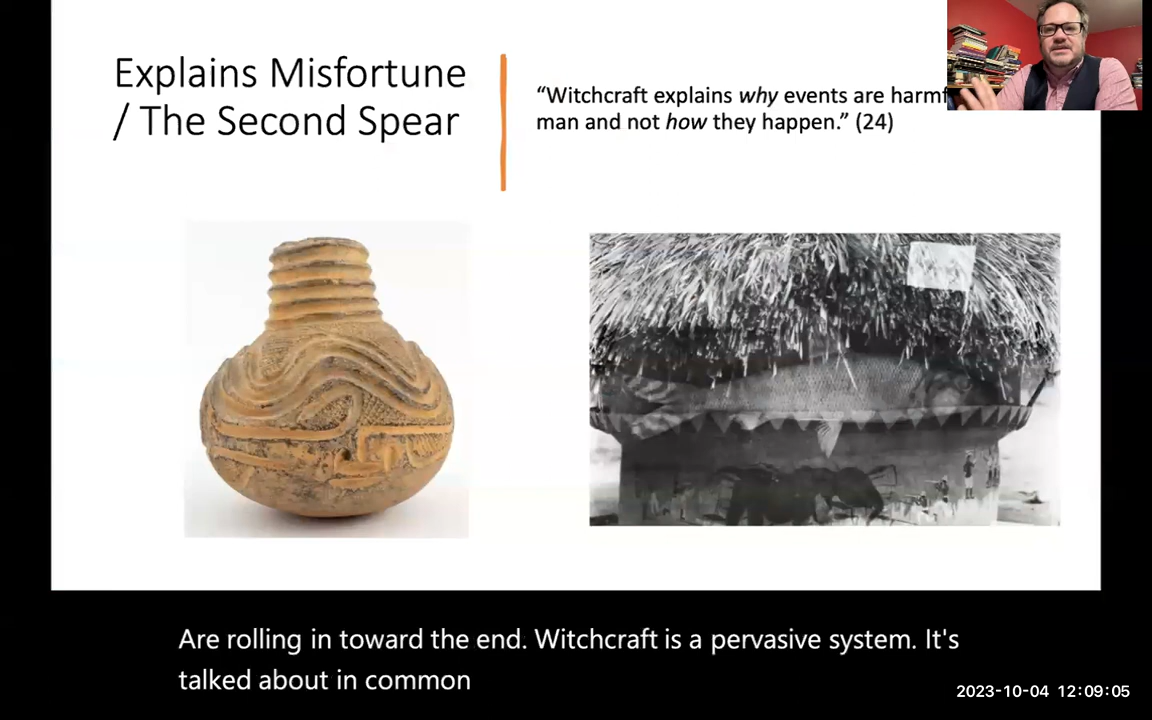 Explains Misfortune
/ The Second Spear
“Witchcraft explains why events are
man and not how they happen.” (24)
Are rolling in toward the end. Witchcraft is a pervasive system. It's
talked about in common
2023-10-04 12:09:05